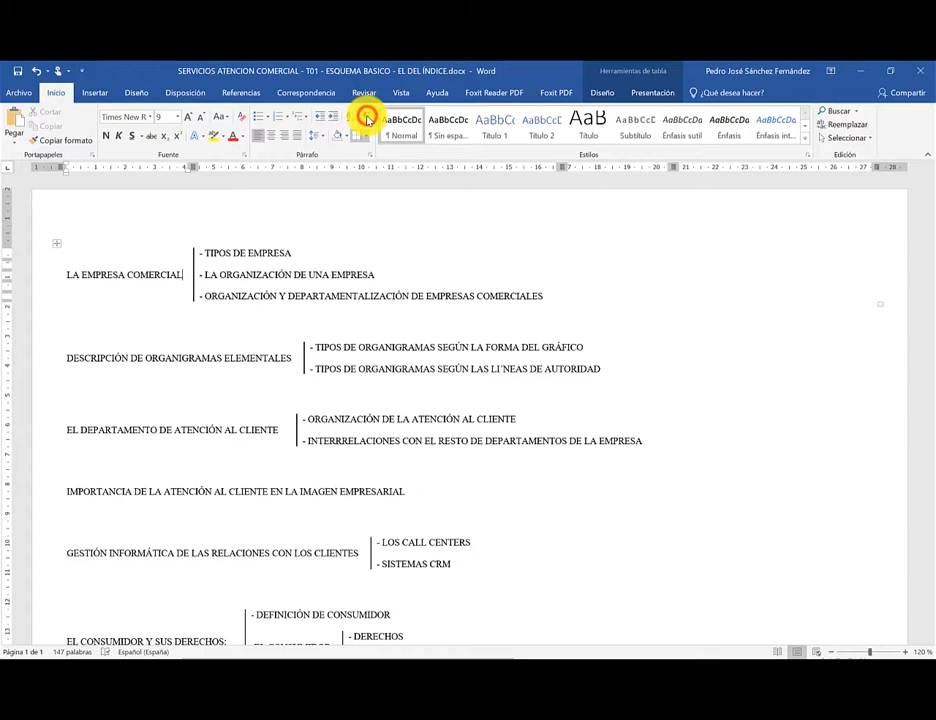 SERVICIOS ATENCION COMERCIAL - T01 - ESQUEMA BASICO - EL DEL ÍNDICE.docx - Word
Herramientas de tabla
Pedro José Sánchez Fernández
Archivo Inicio Insertar Diseño Disposición Referencias Correspondencia Revisar Vista Ayuda Foxit Reader PDF Foxit PDF Diseño Presentación ¿Qué desea hacer? Compartir
Pegar
Cortar
Copiar
Copiar formato
Portapapeles
Times New R 9
N K S
Fuente
Párrafo
AaBbCcDc AaBbCcDc AaBbCc AaBbCcD AaB AaBbCcD AaBbCcDt AaBbCcDt AaBbCcDt
¶ Normal ¶ Sin espa... Título 1 Título 2 Título Subtítulo Énfasis sutil Énfasis Énfasis int...
Estilos
Buscar
Reemplazar
Seleccionar
Edición
LA EMPRESA COMERCIAL
- TIPOS DE EMPRESA
- LA ORGANIZACIÓN DE UNA EMPRESA
- ORGANIZACIÓN Y DEPARTAMENTALIZACIÓN DE EMPRESAS COMERCIALES
DESCRIPCIÓN DE ORGANIGRAMAS ELEMENTALES
- TIPOS DE ORGANIGRAMAS SEGÚN LA FORMA DEL GRÁFICO
- TIPOS DE ORGANIGRAMAS SEGÚN LAS LI´NEAS DE AUTORIDAD
EL DEPARTAMENTO DE ATENCIÓN AL CLIENTE
- ORGANIZACIÓN DE LA ATENCIÓN AL CLIENTE
- INTERRRELACIONES CON EL RESTO DE DEPARTAMENTOS DE LA EMPRESA
IMPORTANCIA DE LA ATENCIÓN AL CLIENTE EN LA IMAGEN EMPRESARIAL
GESTIÓN INFORMÁTICA DE LAS RELACIONES CON LOS CLIENTES
- LOS CALL CENTERS
- SISTEMAS CRM
EL CONSUMIDOR Y SUS DERECHOS:
- DEFINICIÓN DE CONSUMIDOR
- DERECHOS
Página 1 de 1 147 palabras Español (España) 120 %